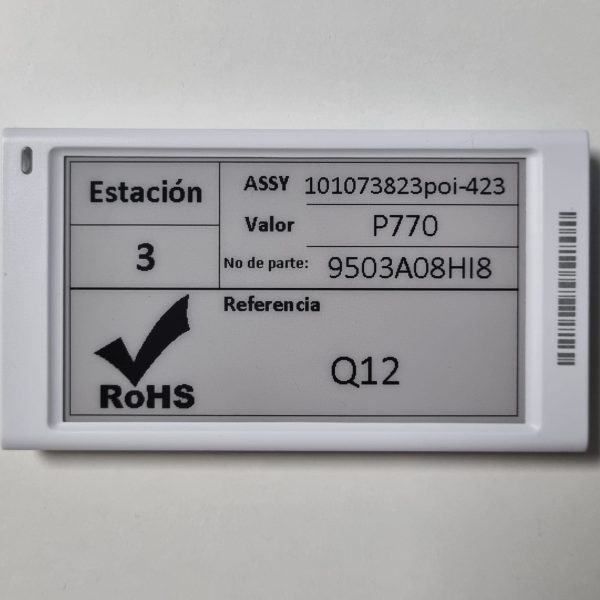 Estación
3
ASSY 101073823poi-423
Valor P770
No de parte: 9503A08HI8
Referencia
Q12
RoHS